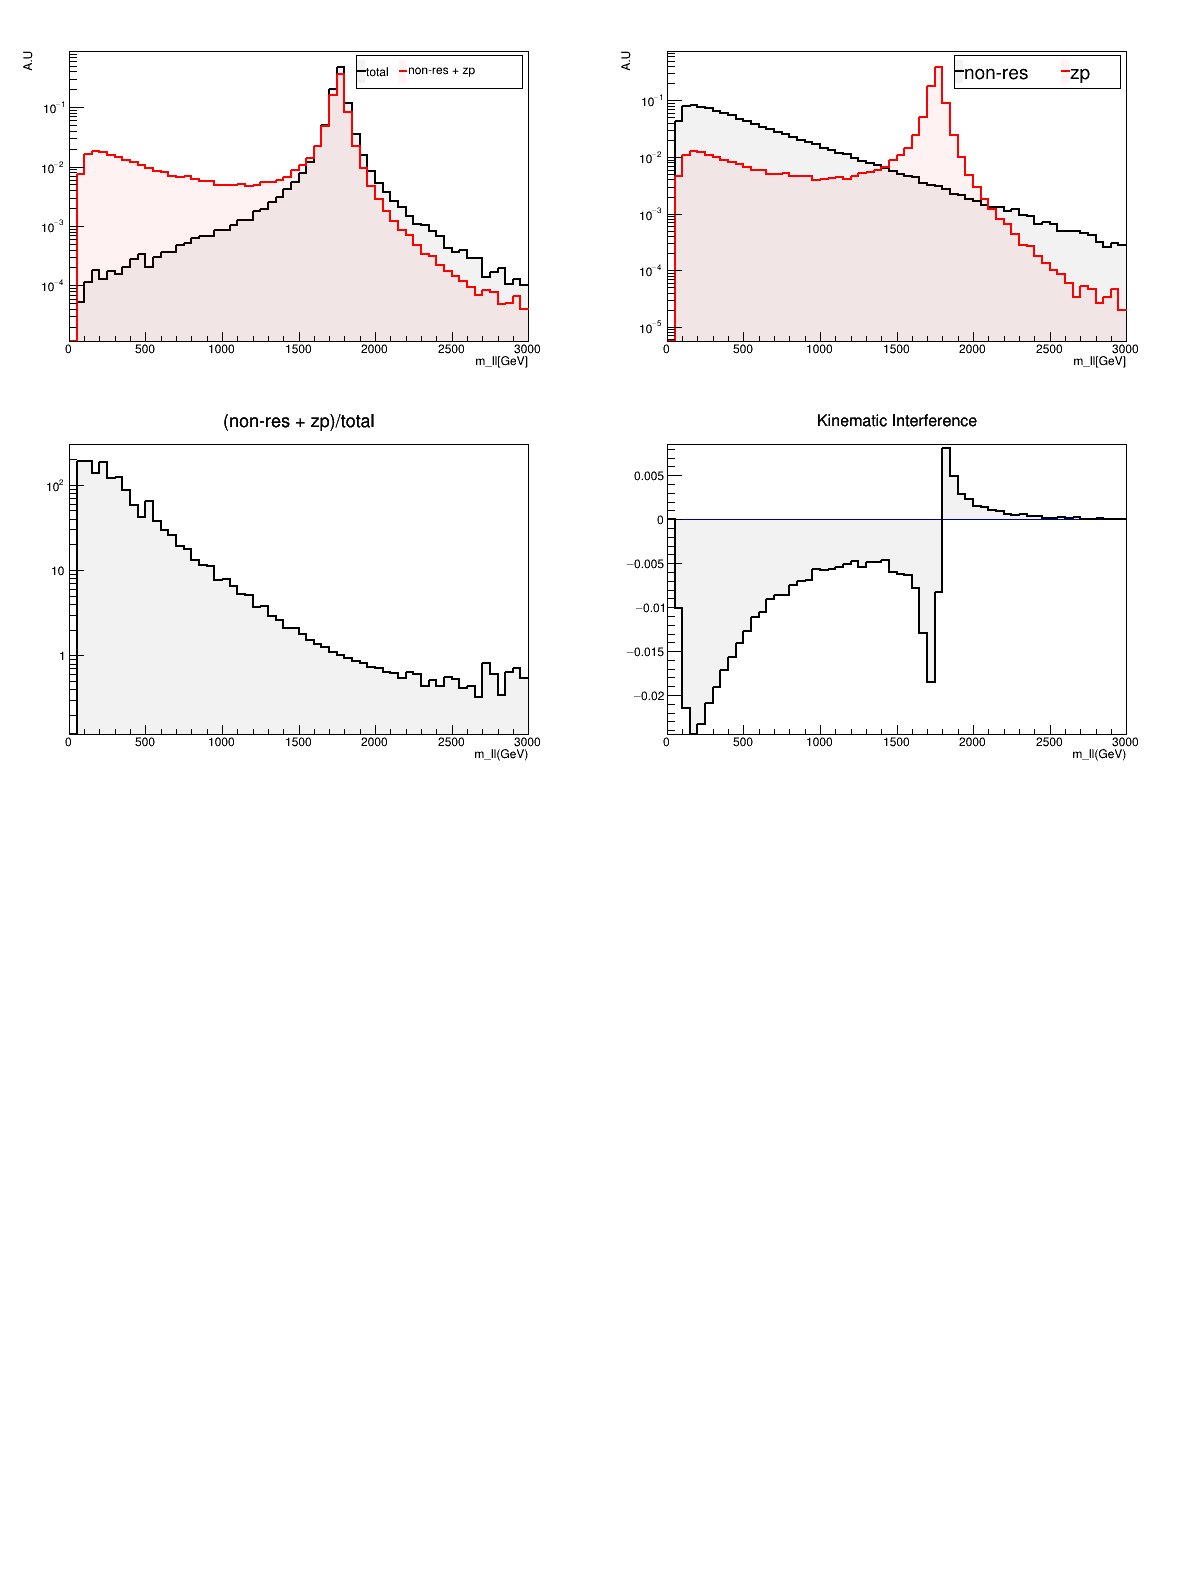 A.U
total non-res + zp
10⁻¹
10⁻²
10⁻³
10⁻⁴
0 500 1000 1500 2000 2500 3000
m_ll[GeV]
A.U
non-res zp
10⁻¹
10⁻²
10⁻³
10⁻⁴
10⁻⁵
0 500 1000 1500 2000 2500 3000
m_ll[GeV]
(non-res + zp)/total
10²
10
1
0 500 1000 1500 2000 2500 3000
m_ll(GeV)
Kinematic Interference
0.005
0
−0.005
−0.01
−0.015
−0.02
0 500 1000 1500 2000 2500 3000
m_ll(GeV)